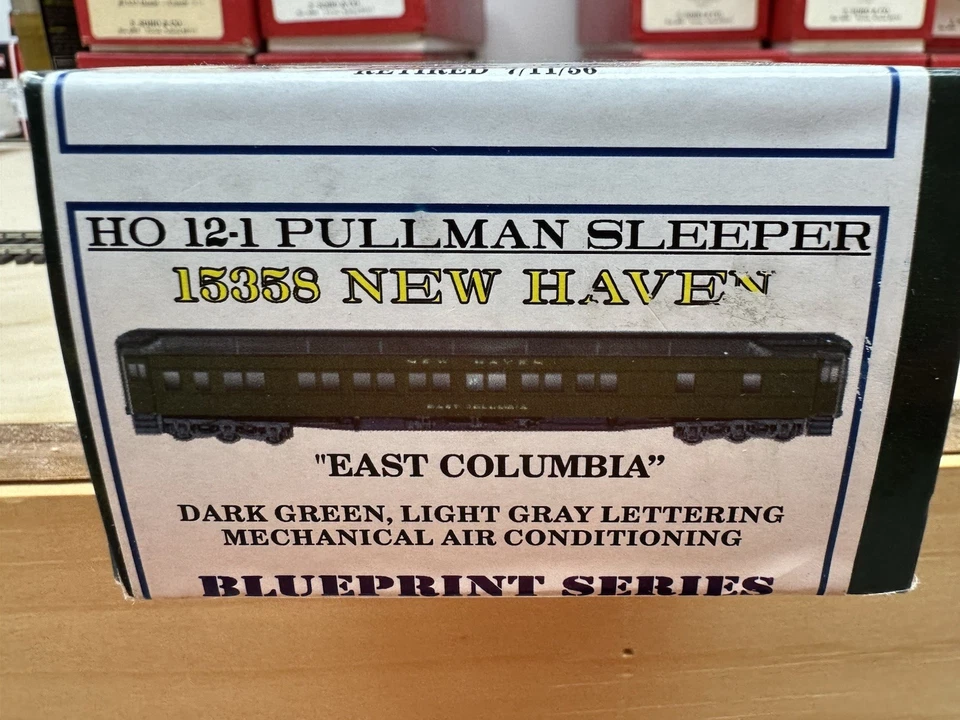 RETIRED 7/11/56
HO 12-1 PULLMAN SLEEPER
15358 NEW HAVEN
NEW HAVEN
EAST COLUMBIA
"EAST COLUMBIA”
DARK GREEN, LIGHT GRAY LETTERING
MECHANICAL AIR CONDITIONING
BLUEPRINT SERIES